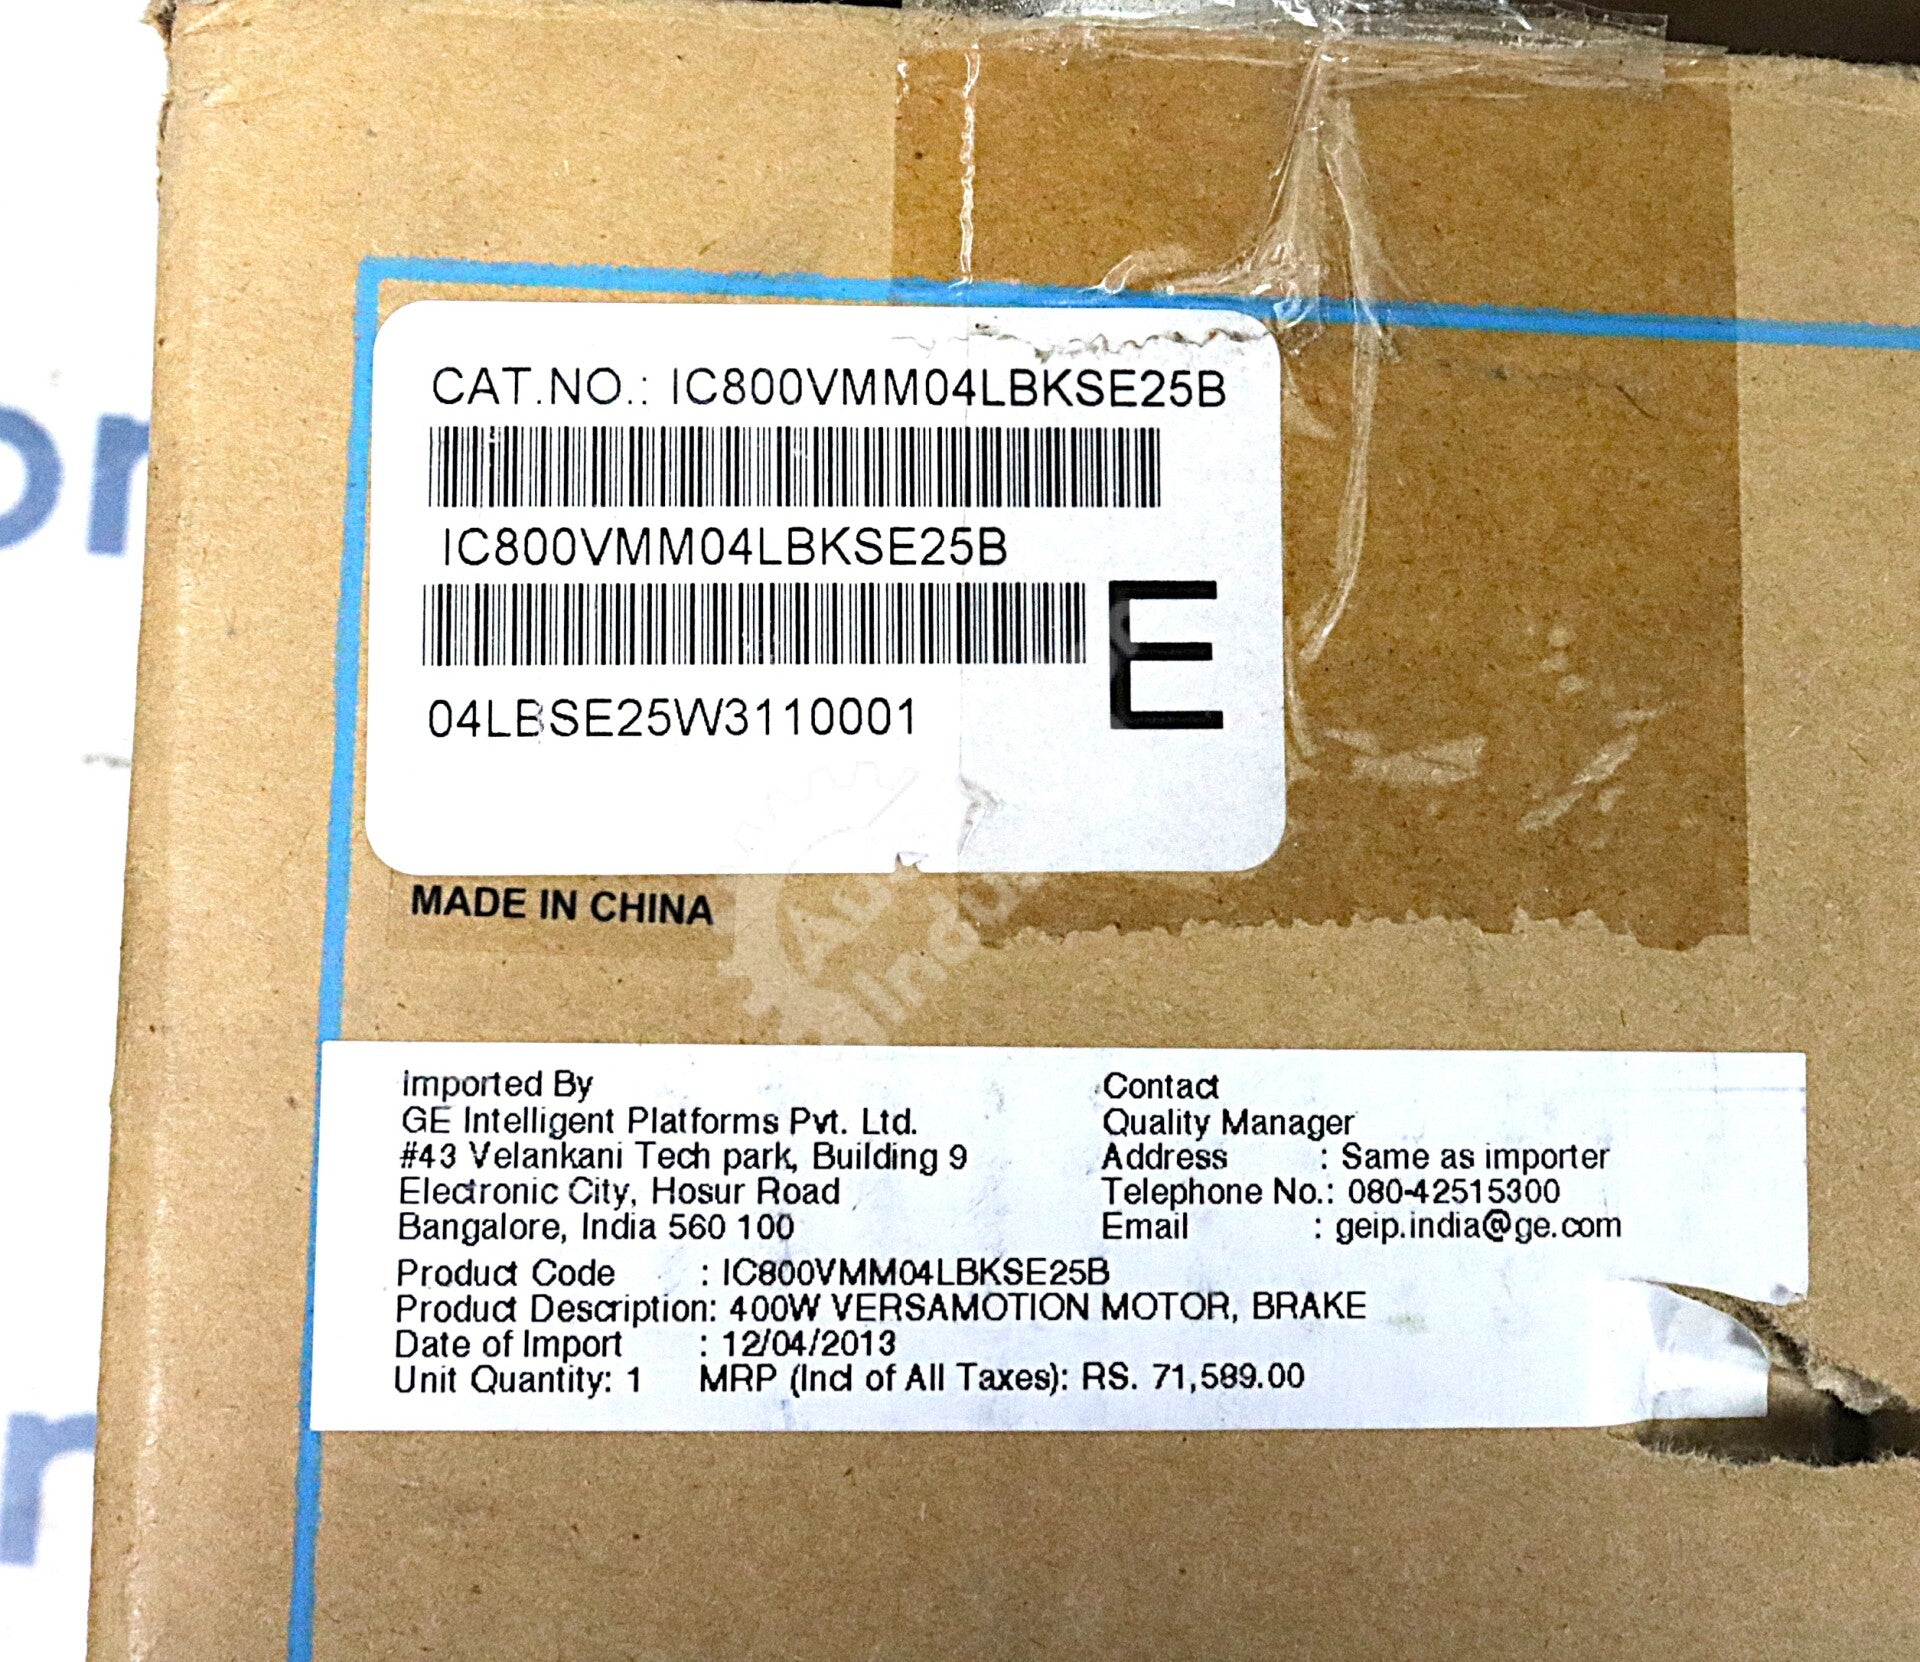 CAT.NO.: IC800VMM04LBKSE25B
IC800VMM04LBKSE25B
E
04LBSE25W3110001
MADE IN CHINA
Imported By
GE Intelligent Platforms Pvt. Ltd.
#43 Velankani Tech park, Building 9
Electronic City, Hosur Road
Bangalore, India 560 100
Contact
Quality Manager
Address : Same as importer
Telephone No.: 080-42515300
Email : geip.india@ge.com
Product Code : IC800VMM04LBKSE25B
Product Description: 400W VERSAMOTION MOTOR, BRAKE
Date of Import : 12/04/2013
Unit Quantity: 1 MRP (Incl of All Taxes): RS. 71,589.00